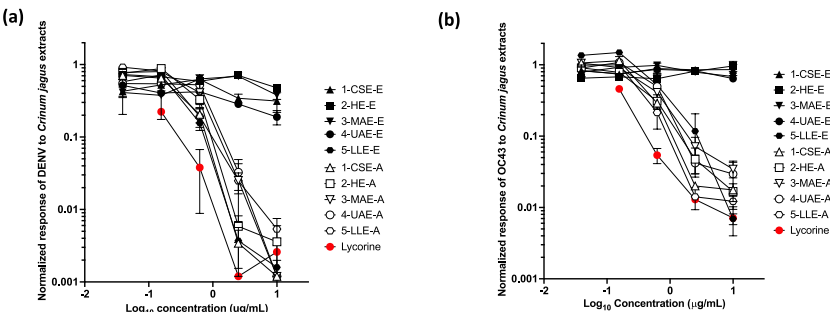 (a)
Normalized response of DENV to Crinum jagus extracts
1
0.1
0.01
0.001
-2
-1
0
1
2
Log10 concentration (ug/mL)
1-CSE-E
2-HE-E
3-MAE-E
4-UAE-E
5-LLE-E
1-CSE-A
2-HE-A
3-MAE-A
4-UAE-A
5-LLE-A
Lycorine
(b)
Normalized response of OC43 to Crinum jagus extracts
10
1
0.1
0.01
0.001
-2
-1
0
1
2
Log10 Concentration (μg/mL)
1-CSE-E
2-HE-E
3-MAE-E
4-UAE-E
5-LLE-E
1-CSE-A
2-HE-A
3-MAE-A
4-UAE-A
5-LLE-A
Lycorine